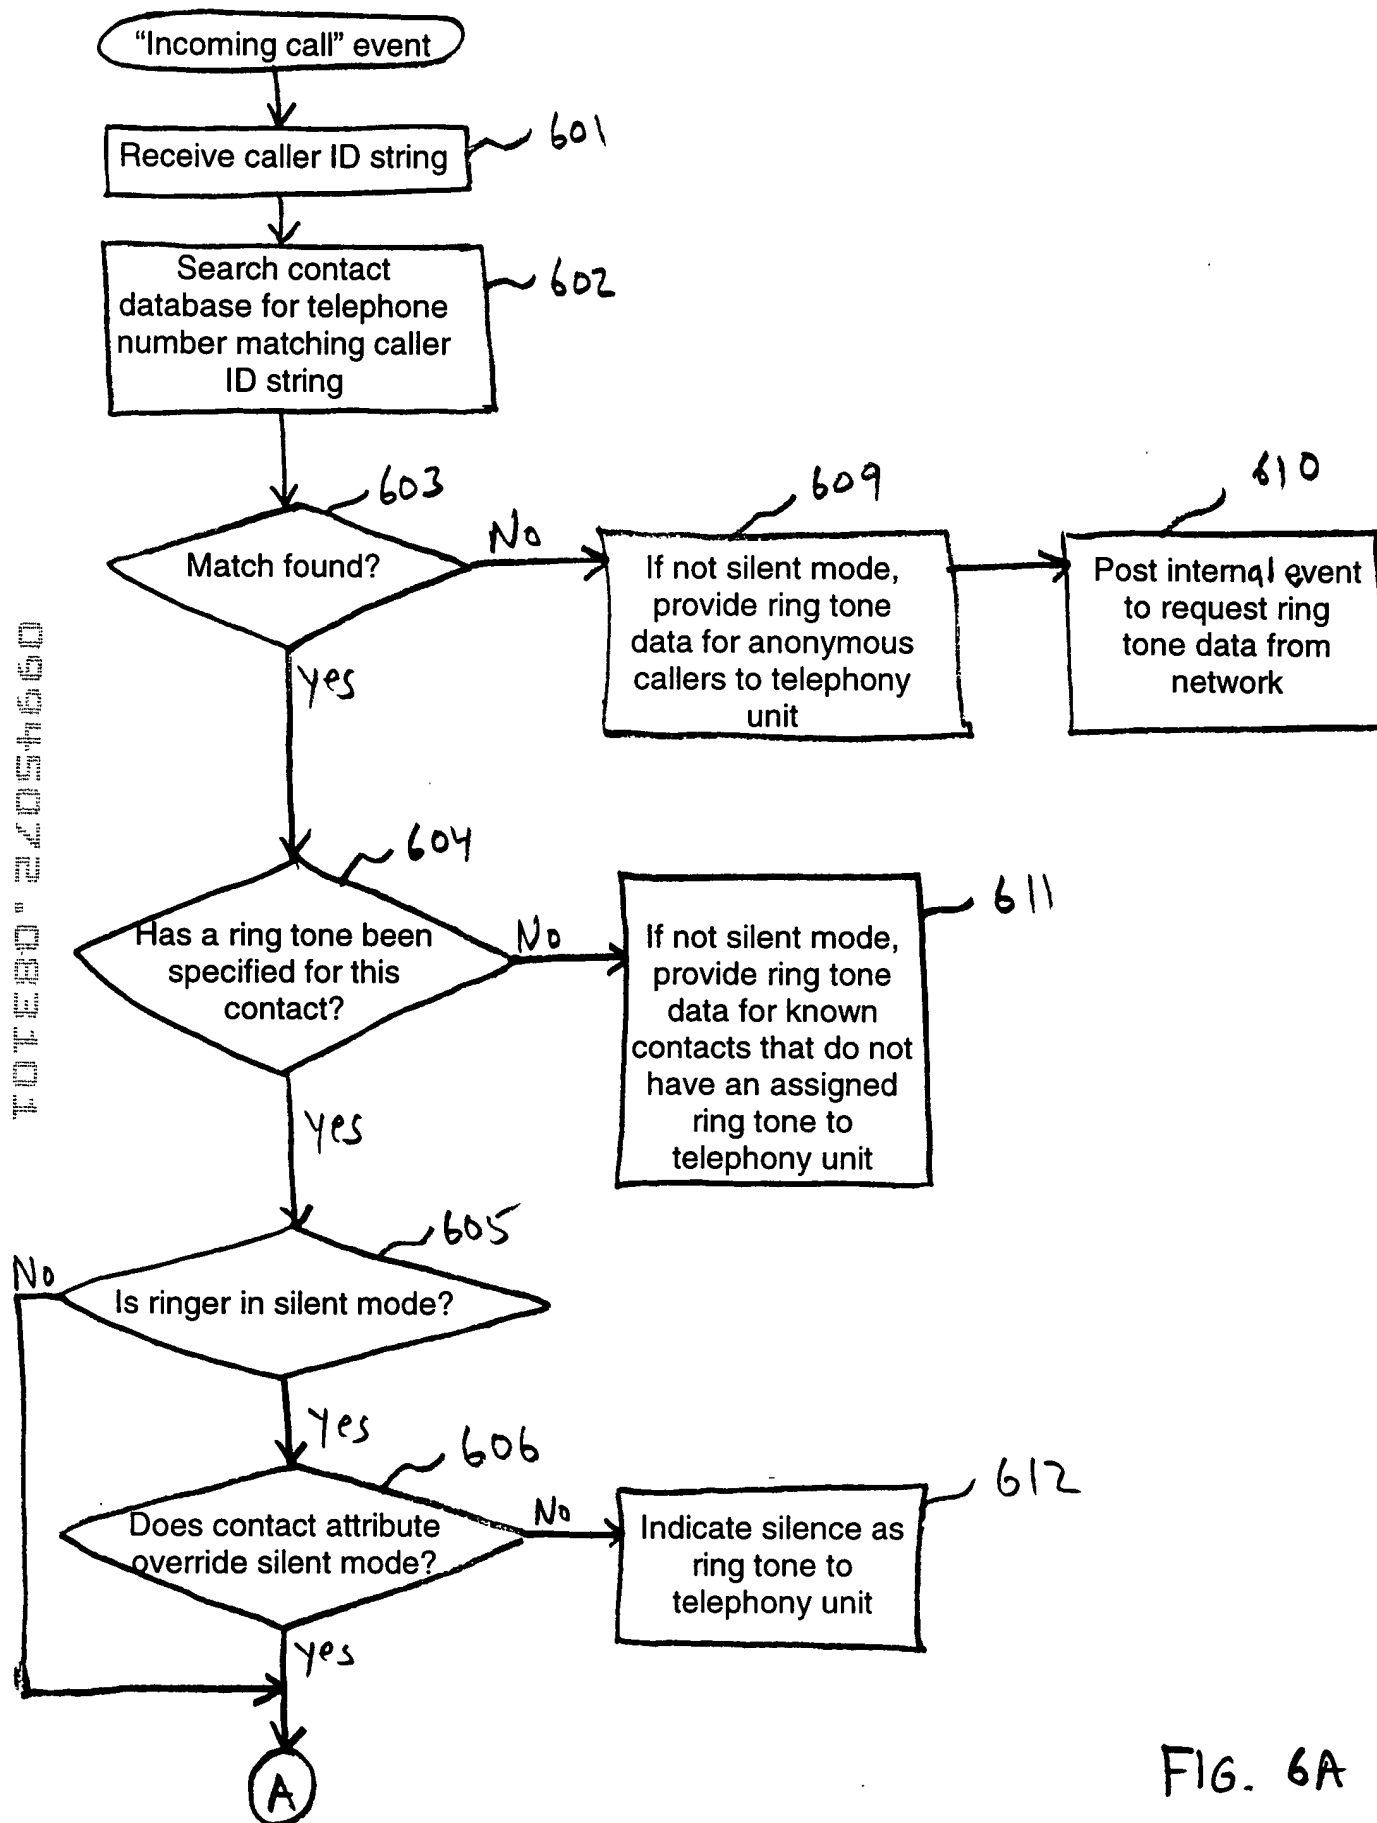 "Incoming call" event
Receive caller ID string
601
Search contact
database for telephone
number matching caller
ID string
602
603
Match found?
No
yes
609
If not silent mode,
provide ring tone
data for anonymous
callers to telephony
unit
610
Post internal event
to request ring
tone data from
network
604
Has a ring tone been
specified for this
contact?
No
yes
611
If not silent mode,
provide ring tone
data for known
contacts that do not
have an assigned
ring tone to
telephony unit
605
Is ringer in silent mode?
No
yes
606
Does contact attribute
override silent mode?
No
yes
612
Indicate silence as
ring tone to
telephony unit
A
FIG. 6A
09945072.083101